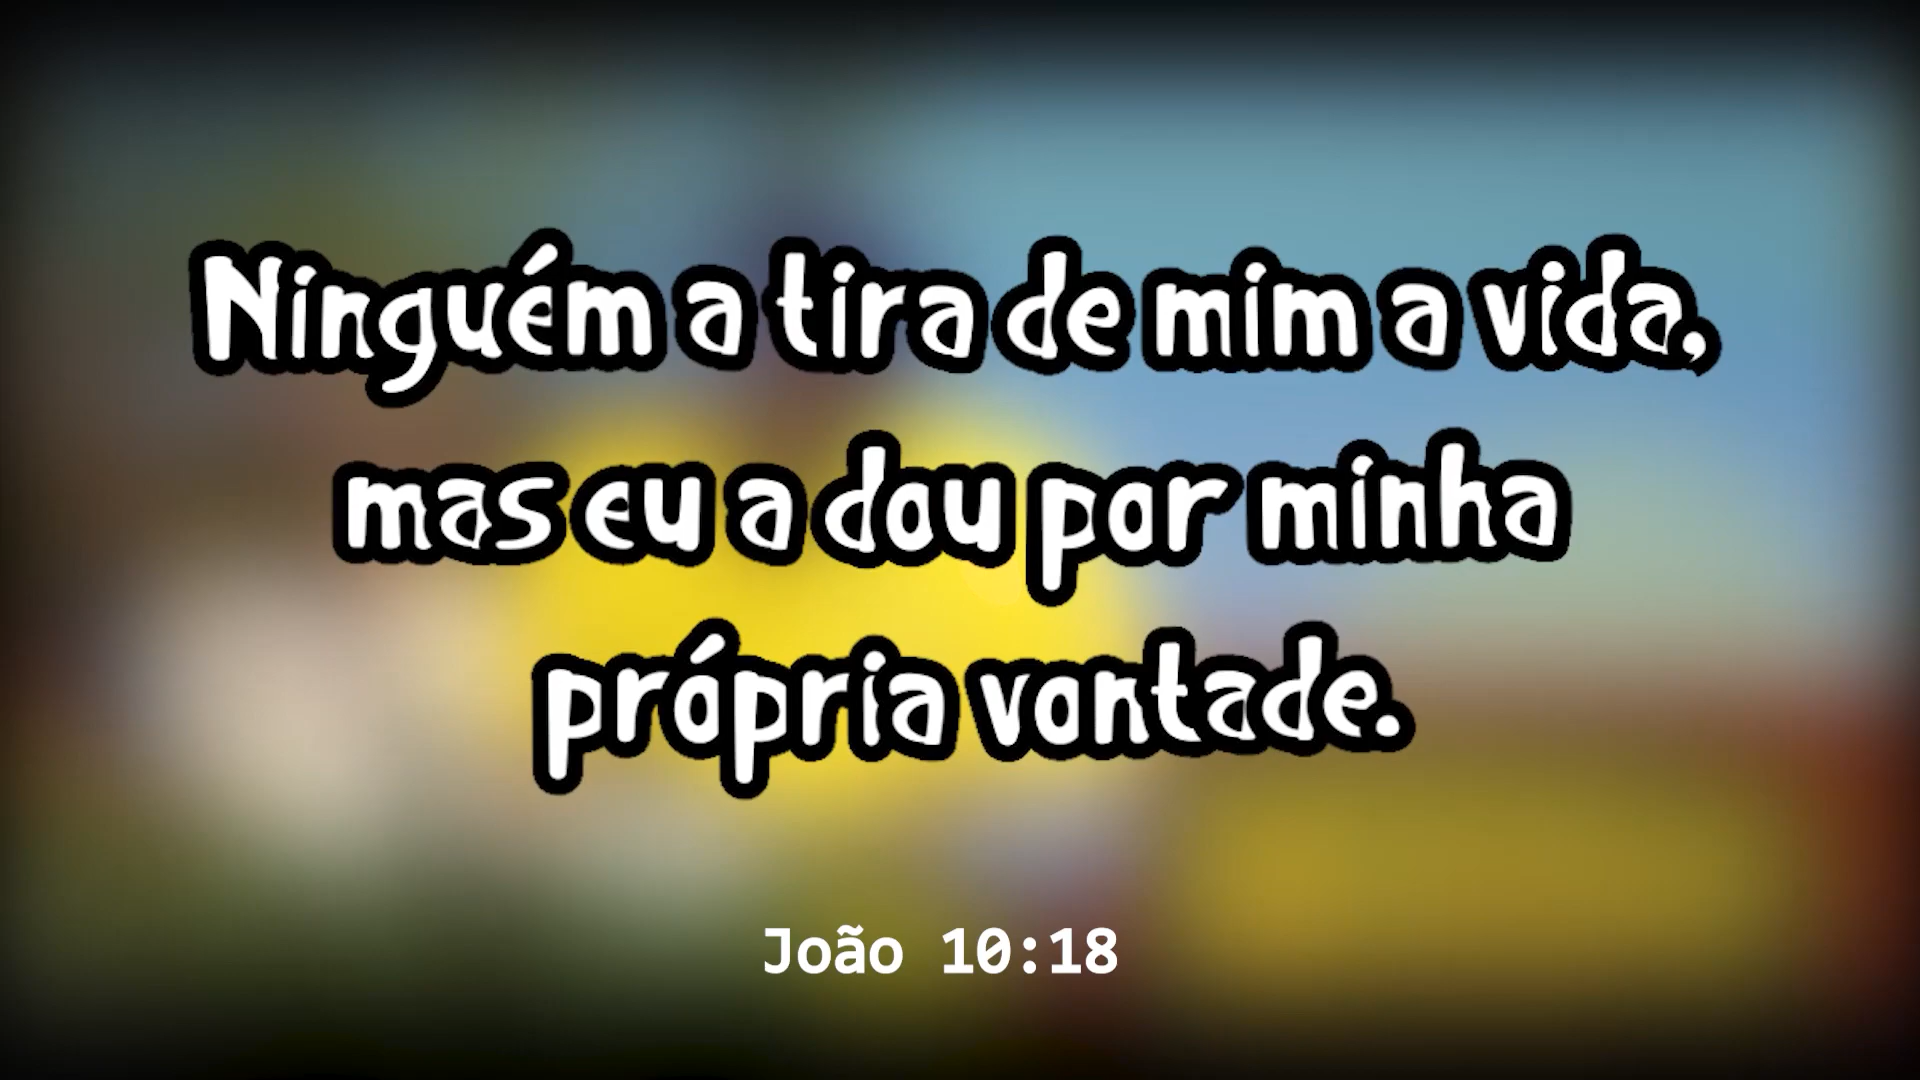 Ninguém a tira de mim a vida,
mas eu a dou por minha
própria vontade.
João 10:18